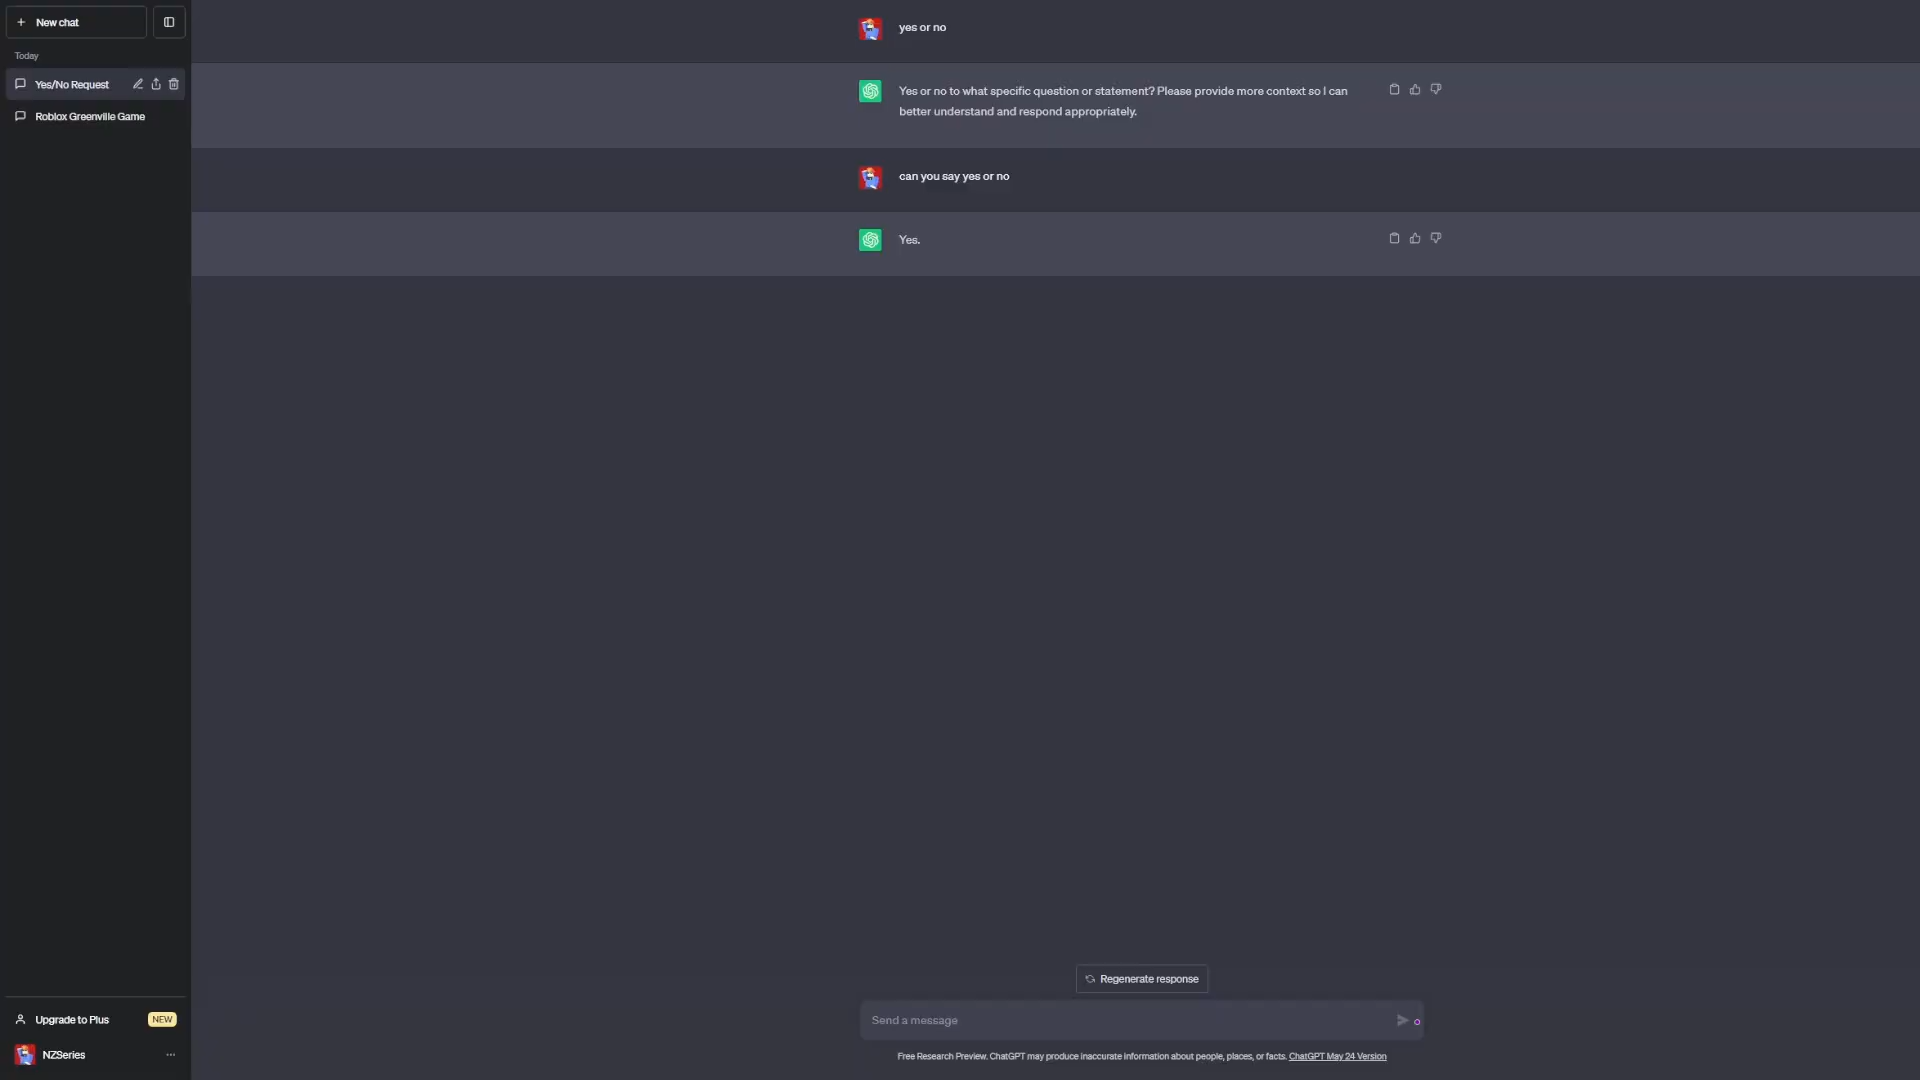 New chat
Today
Yes/No Request
Roblox Greenville Game
Upgrade to Plus
NEW
NZSeries
yes or no
Yes or no to what specific question or statement? Please provide more context so I can
better understand and respond appropriately.
can you say yes or no
Yes.
Regenerate response
Send a message
Free Research Preview. ChatGPT may produce inaccurate information about people, places, or facts. ChatGPT May 24 Version